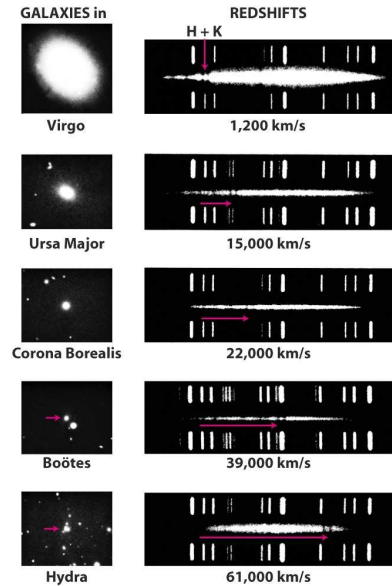 GALAXIES in REDSHIFTS
H + K
Virgo 1,200 km/s
Ursa Major 15,000 km/s
Corona Borealis 22,000 km/s
Boötes 39,000 km/s
Hydra 61,000 km/s